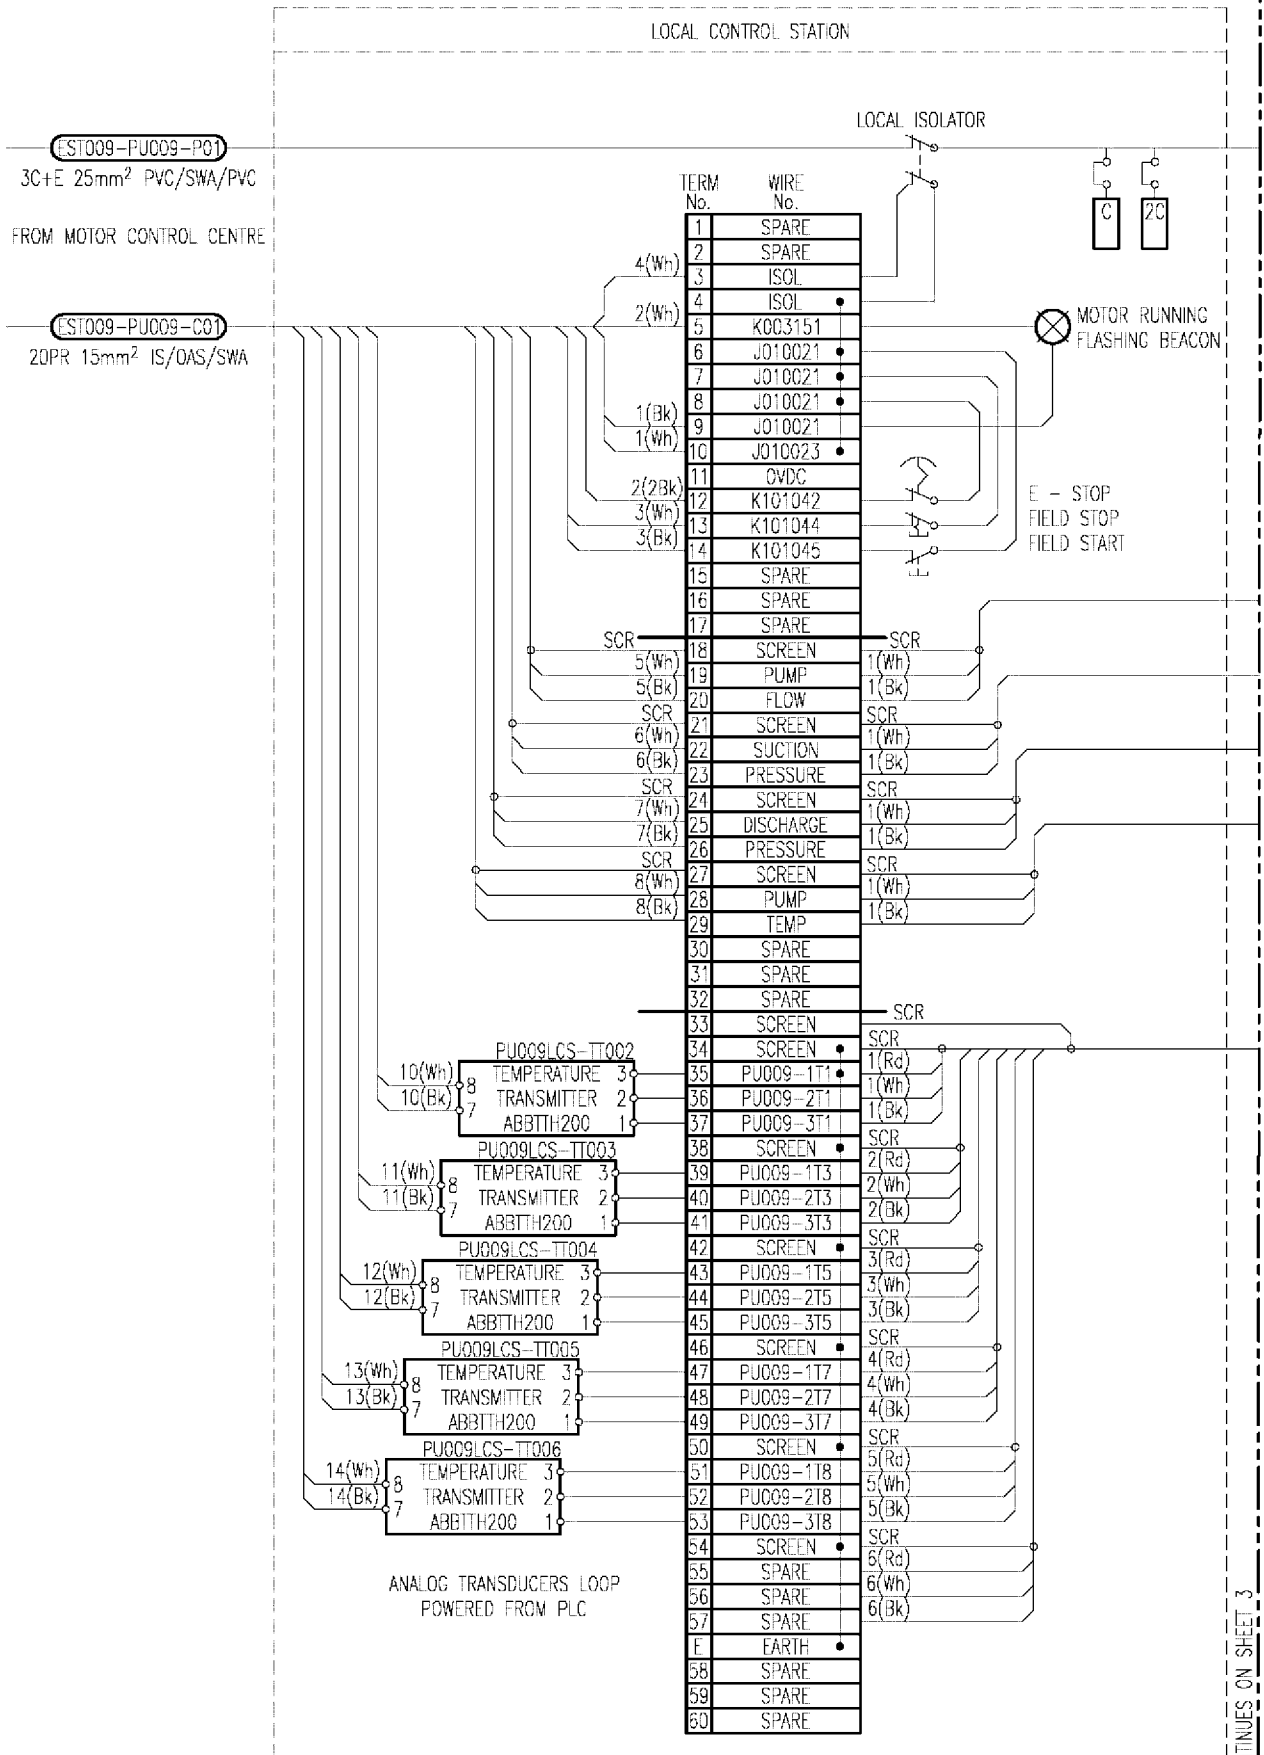 LOCAL CONTROL STATION
LOCAL ISOLATOR
EST009-PU009-P01
3C+E 25mm² PVC/SWA/PVC
FROM MOTOR CONTROL CENTRE
EST009-PU009-C01
20PR 15mm² IS/OAS/SWA
C
2C
MOTOR RUNNING
FLASHING BEACON
E - STOP
FIELD STOP
FIELD START
TERM WIRE
No. No.
1 SPARE
2 SPARE
4(Wh) 3 ISOL
4 ISOL
2(Wh) 5 K003151
6 J010021
7 J010021
8 J010021
1(Bk) 9 J010021
1(Wh) 10 J010023
11 0VDC
2(2Bk) 12 K101042
3(Wh) 13 K101044
3(Bk) 14 K101045
15 SPARE
16 SPARE
17 SPARE
SCR 18 SCREEN SCR
5(Wh) 19 PUMP 1(Wh)
5(Bk) 20 FLOW 1(Bk)
SCR 21 SCREEN SCR
6(Wh) 22 SUCTION 1(Wh)
6(Bk) 23 PRESSURE 1(Bk)
SCR 24 SCREEN SCR
7(Wh) 25 DISCHARGE 1(Wh)
7(Bk) 26 PRESSURE 1(Bk)
SCR 27 SCREEN SCR
8(Wh) 28 PUMP 1(Wh)
8(Bk) 29 TEMP 1(Bk)
30 SPARE
31 SPARE
32 SPARE
33 SCREEN SCR
PU009LCS-TT002 34 SCREEN SCR
10(Wh) 8 TEMPERATURE 3 35 PU009-1T1 1(Rd)
10(Bk) 7 TRANSMITTER 2 36 PU009-2T1 1(Wh)
ABBTTH200 1 37 PU009-3T1 1(Bk)
PU009LCS-TT003 38 SCREEN SCR
11(Wh) 8 TEMPERATURE 3 39 PU009-1T3 2(Rd)
11(Bk) 7 TRANSMITTER 2 40 PU009-2T3 2(Wh)
ABBTTH200 1 41 PU009-3T3 2(Bk)
PU009LCS-TT004 42 SCREEN SCR
12(Wh) 8 TEMPERATURE 3 43 PU009-1T5 3(Rd)
12(Bk) 7 TRANSMITTER 2 44 PU009-2T5 3(Wh)
ABBTTH200 1 45 PU009-3T5 3(Bk)
PU009LCS-TT005 46 SCREEN SCR
13(Wh) 8 TEMPERATURE 3 47 PU009-1T7 4(Rd)
13(Bk) 7 TRANSMITTER 2 48 PU009-2T7 4(Wh)
ABBTTH200 1 49 PU009-3T7 4(Bk)
PU009LCS-TT006 50 SCREEN SCR
14(Wh) 8 TEMPERATURE 3 51 PU009-1T8 5(Rd)
14(Bk) 7 TRANSMITTER 2 52 PU009-2T8 5(Wh)
ABBTTH200 1 53 PU009-3T8 5(Bk)
54 SCREEN SCR
55 SPARE 6(Rd)
56 SPARE 6(Wh)
57 SPARE 6(Bk)
E EARTH
58 SPARE
59 SPARE
60 SPARE
ANALOG TRANSDUCERS LOOP
POWERED FROM PLC
TINUES ON SHEET 3